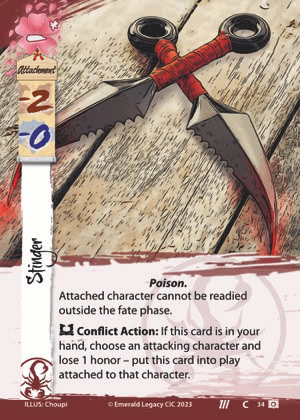 Attachment
-2
-0
Stinder
Poison.
Attached character cannot be readied
outside the fate phase.
Conflict Action: If this card is in your
hand, choose an attacking character and
lose 1 honor – put this card into play
attached to that character.
ILLUS: Choupi © Emerald Legacy CIC 2023 C 34